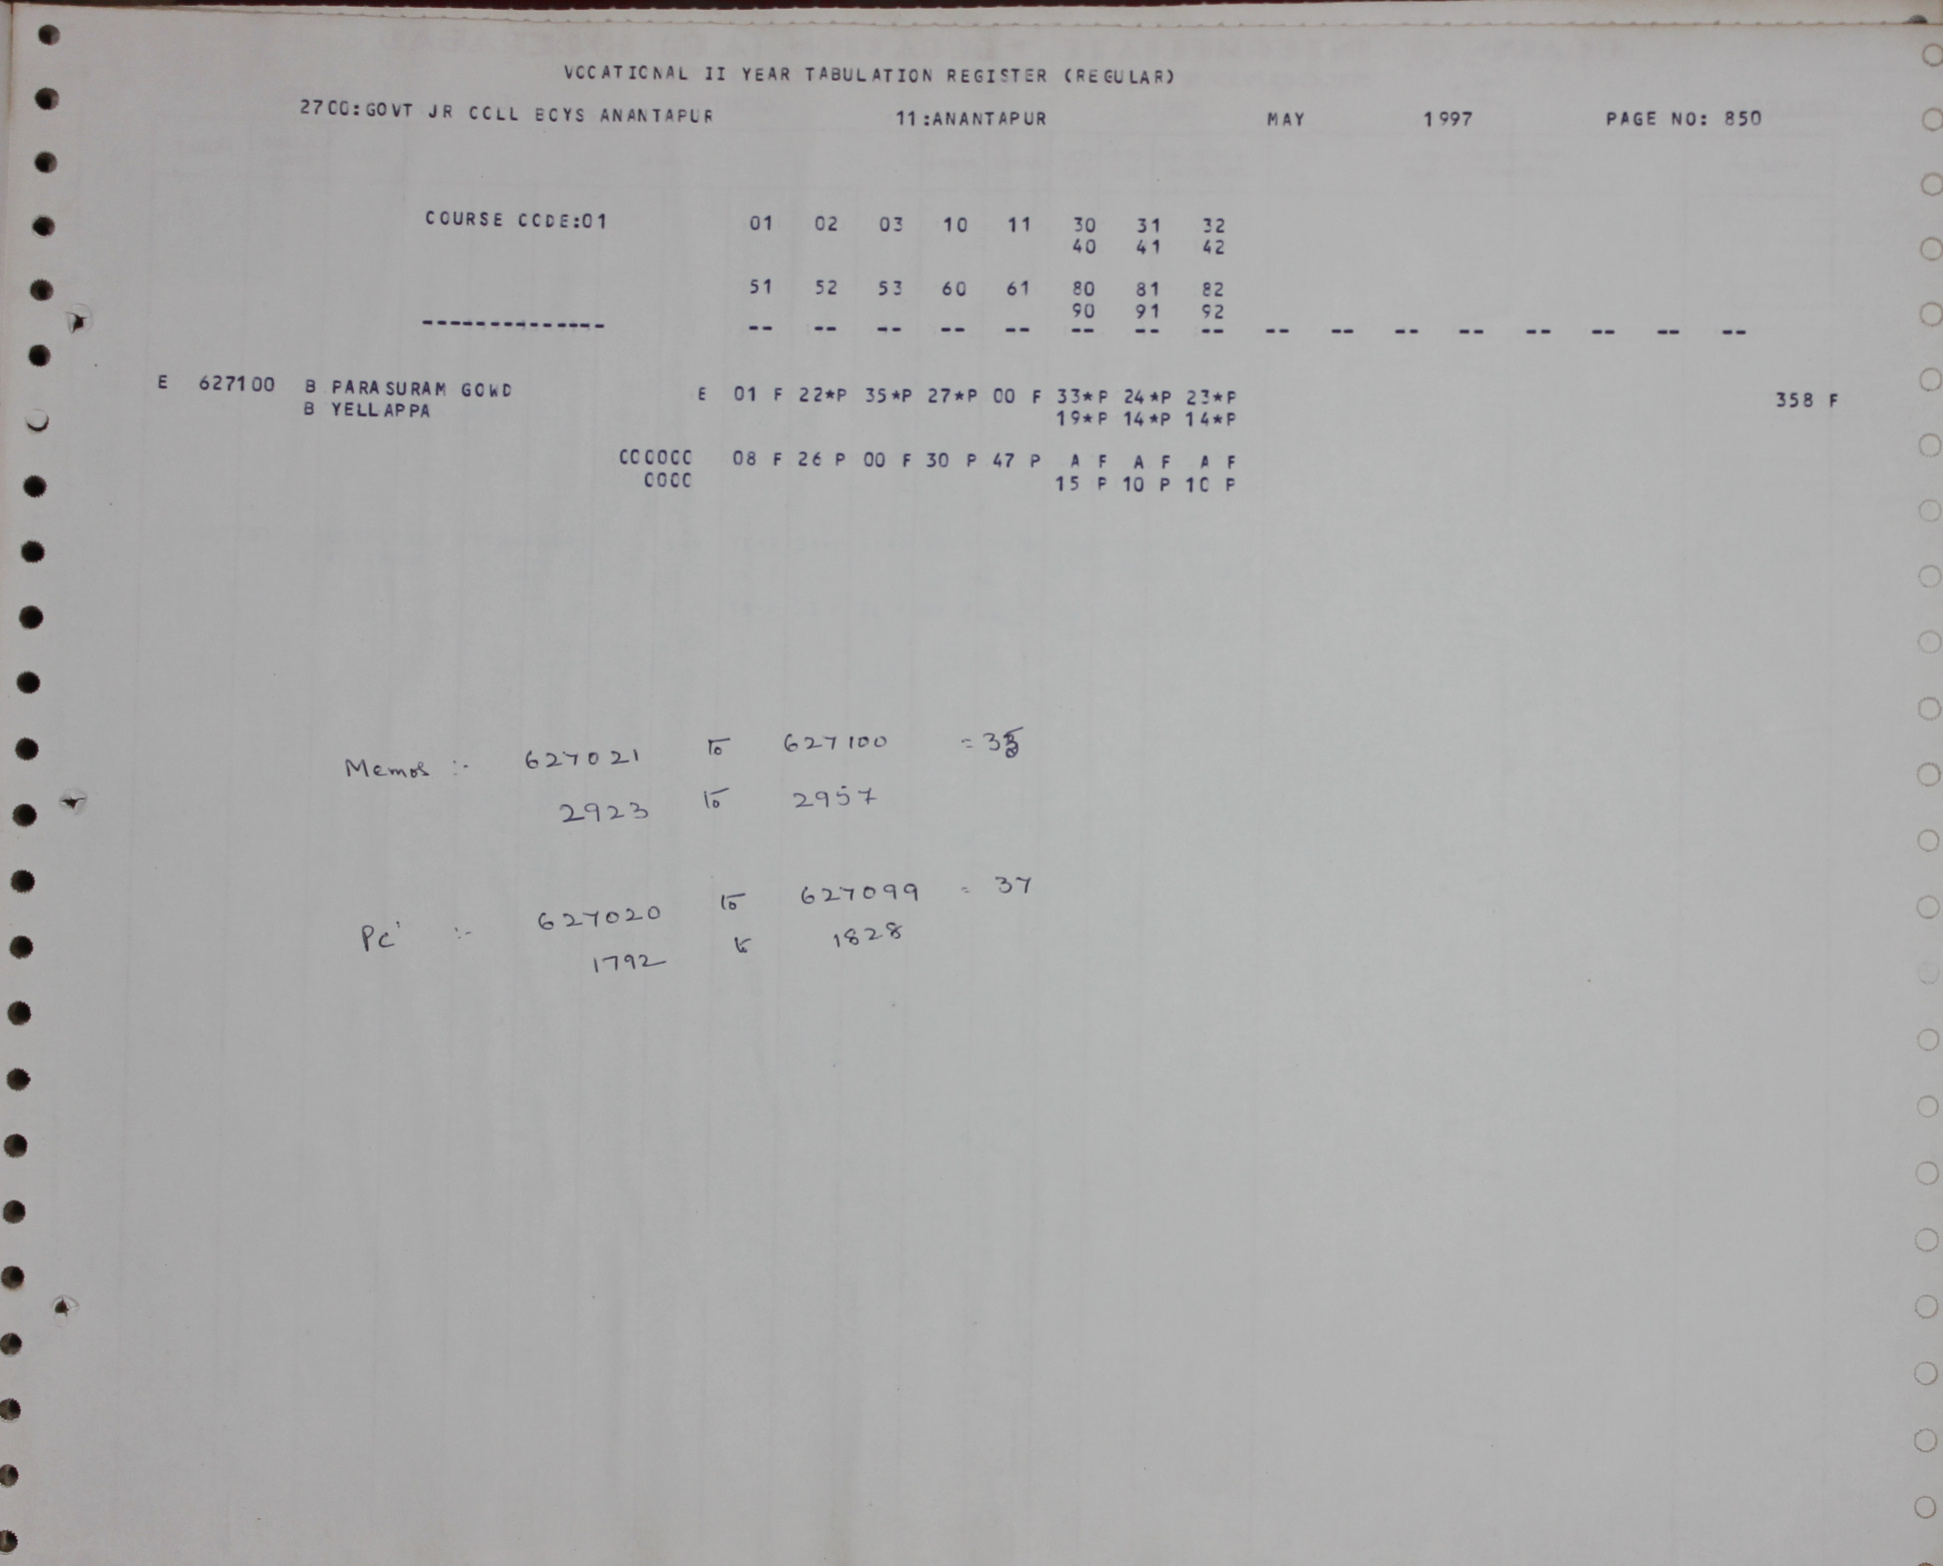 VOCATIONAL II YEAR TABULATION REGISTER (REGULAR)
2700:GOVT JR COLL BOYS ANANTAPUR 11:ANANTAPUR MAY 1997 PAGE NO: 850
COURSE CODE:01 01 02 03 10 11 30 31 32
40 41 42
51 52 53 60 61 80 81 82
90 91 92
-------------- -- -- -- -- -- -- -- -- -- -- -- -- -- -- -- --
E 627100 B PARASURAM GOWD E 01 F 22*P 35*P 27*P 00 F 33*P 24*P 23*P 358 F
B YELLAPPA 19*P 14*P 14*P
000000 08 F 26 P 00 F 30 P 47 P A F A F A F
0000 15 P 10 P 10 P
Memos :- 627021 to 627100 = 35
2923 to 2957
PC :- 627020 to 627099 = 37
1792 to 1828